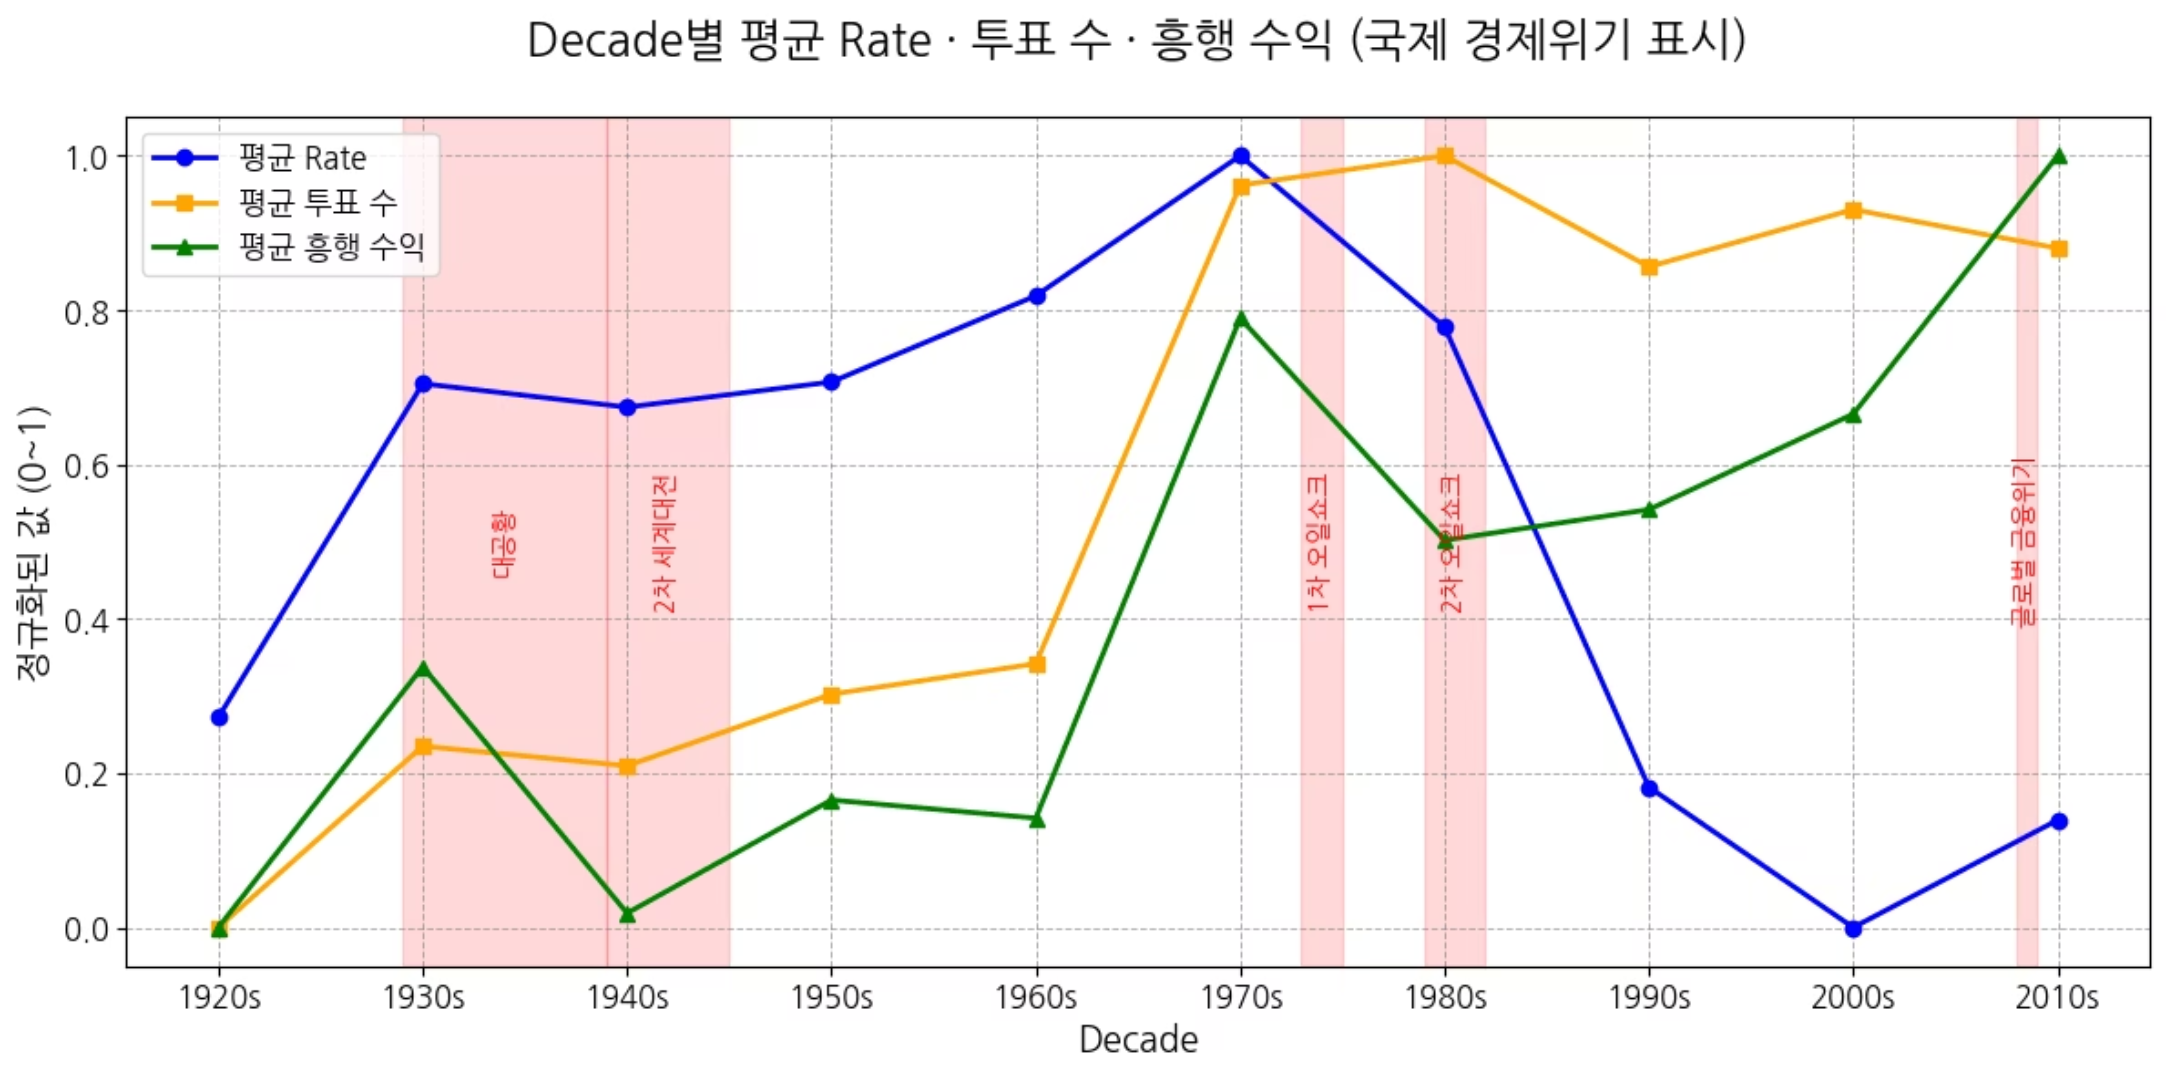 Decade별 평균 Rate · 투표 수 · 흥행 수익 (국제 경제위기 표시)
평균 Rate
평균 투표 수
평균 흥행 수익
정규화된 값 (0~1)
1.0
0.8
0.6
0.4
0.2
0.0
대공황
2차 세계대전
1차 오일쇼크
2차 오일쇼크
글로벌 금융위기
1920s 1930s 1940s 1950s 1960s 1970s 1980s 1990s 2000s 2010s
Decade